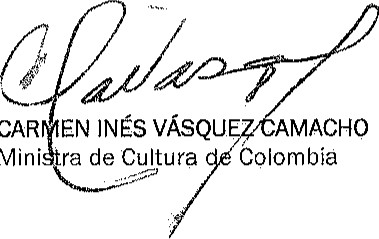 CARMEN INÉS VÁSQUEZ CAMACHO
Ministra de Cultura de Colombia